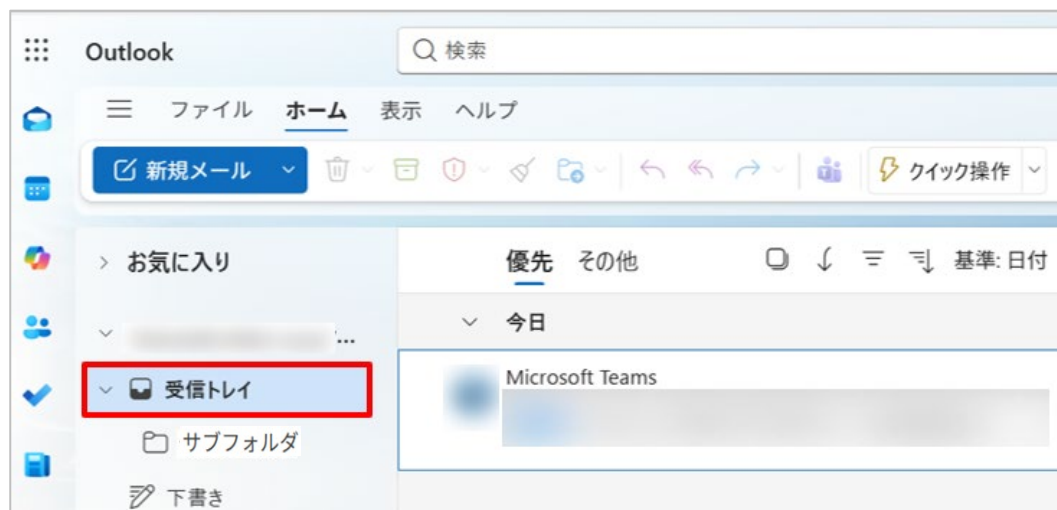 Outlook
検索
ファイル ホーム 表示 ヘルプ
新規メール クイック操作
お気に入り
優先 その他 基準: 日付
今日
...
受信トレイ
Microsoft Teams
サブフォルダ
下書き